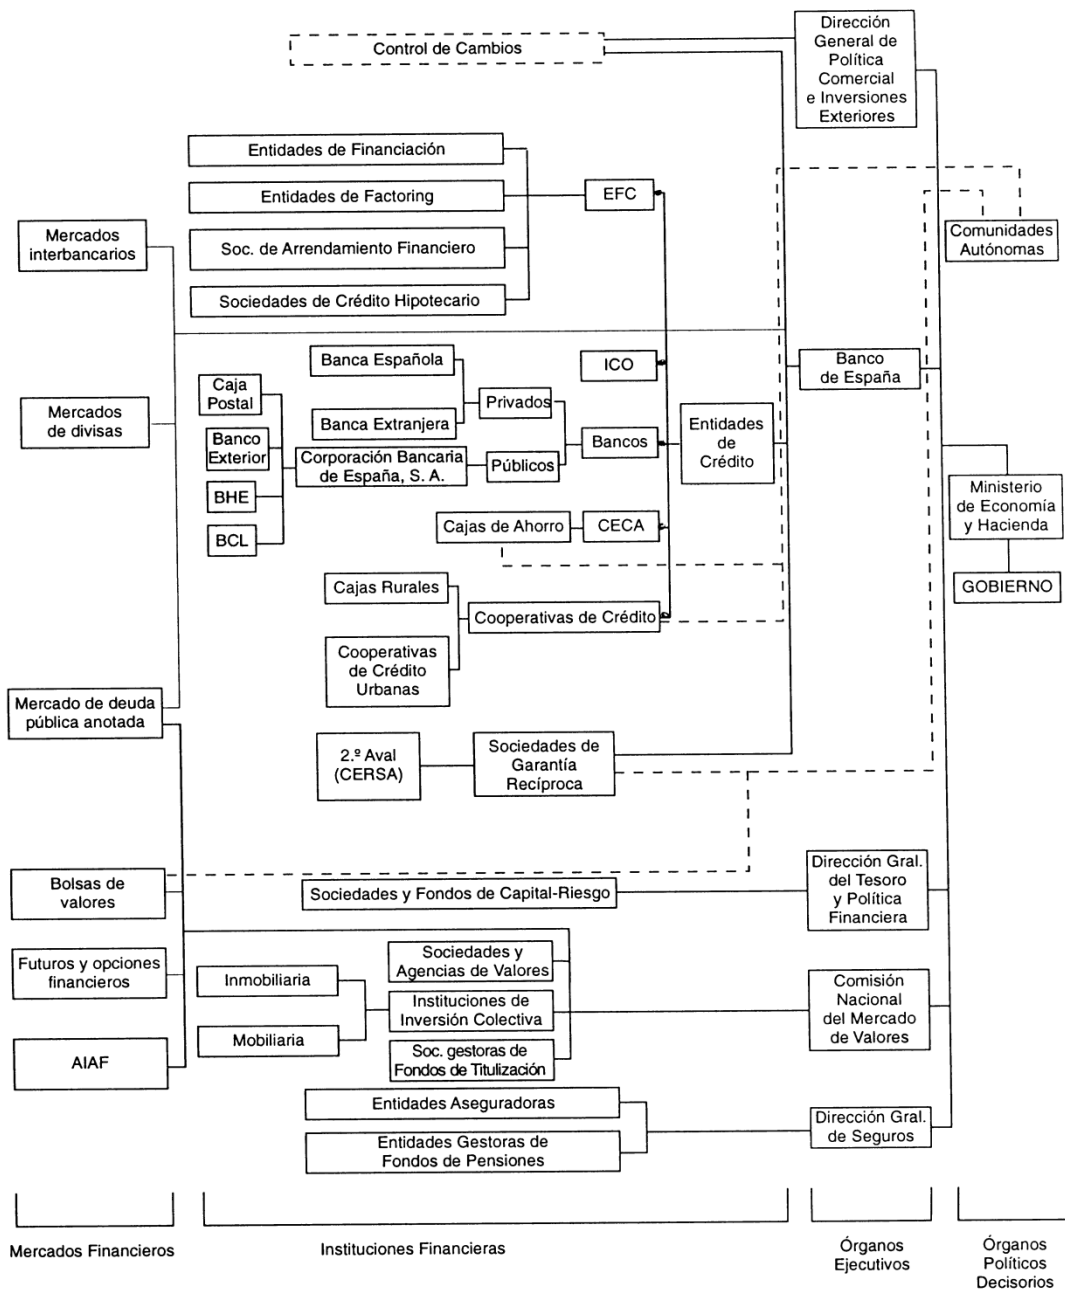 Control de Cambios
Dirección
General de
Política
Comercial
e Inversiones
Exteriores
Entidades de Financiación
Entidades de Factoring
EFC
Soc. de Arrendamiento Financiero
Sociedades de Crédito Hipotecario
Mercados
interbancarios
Comunidades
Autónomas
Banca Española
ICO
Banco
de España
Caja
Postal
Privados
Mercados
de divisas
Banca Extranjera
Bancos
Entidades
de
Crédito
Banco
Exterior
Corporación Bancaria
de España, S. A.
Públicos
BHE
BCL
Ministerio
de Economía
y Hacienda
Cajas de Ahorro
CECA
GOBIERNO
Cajas Rurales
Cooperativas de Crédito
Cooperativas
de Crédito
Urbanas
Mercado de deuda
pública anotada
2.º Aval
(CERSA)
Sociedades de
Garantía
Recíproca
Bolsas de
valores
Sociedades y Fondos de Capital-Riesgo
Dirección Gral.
del Tesoro
y Política
Financiera
Futuros y opciones
financieros
Sociedades y
Agencias de Valores
Inmobiliaria
Instituciones de
Inversión Colectiva
Comisión
Nacional
del Mercado
de Valores
Mobiliaria
AIAF
Soc. gestoras de
Fondos de Titulización
Entidades Aseguradoras
Dirección Gral.
de Seguros
Entidades Gestoras de
Fondos de Pensiones
Mercados Financieros
Instituciones Financieras
Órganos
Ejecutivos
Órganos
Políticos
Decisorios